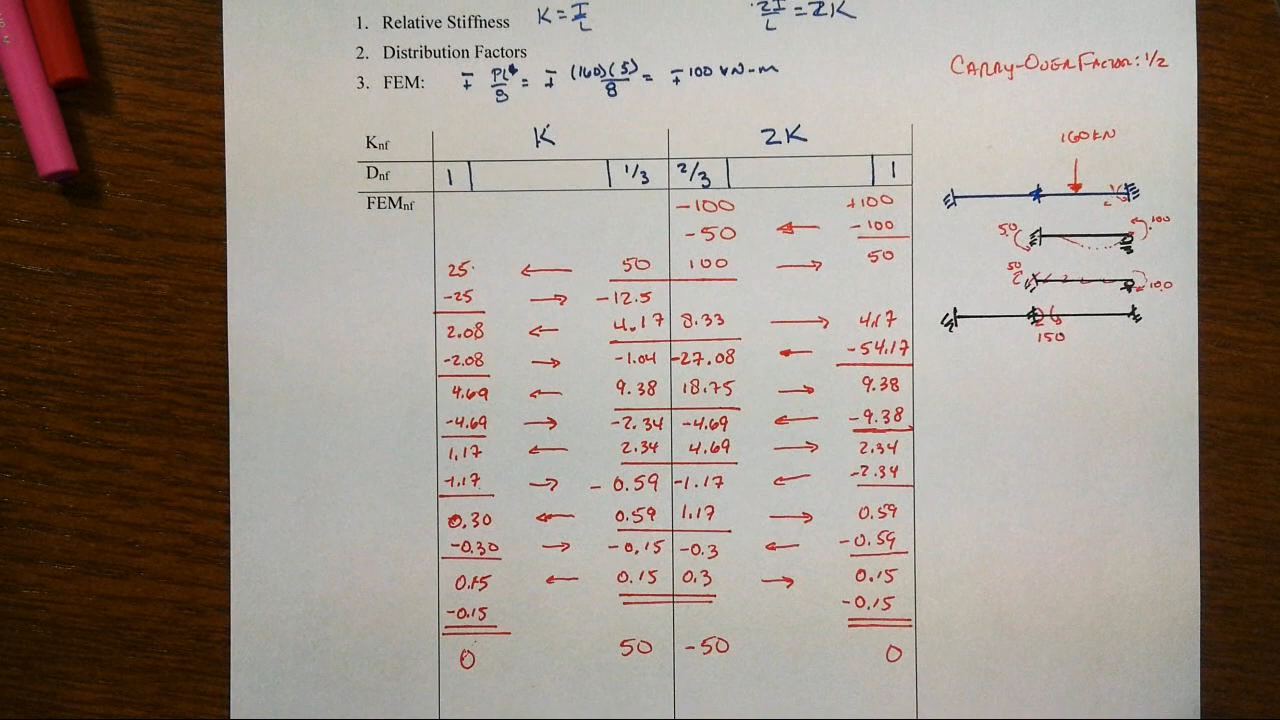 1. Relative Stiffness K = I/L 2I/L = 2K
2. Distribution Factors
3. FEM: ∓ PL/8 = ∓ (160)(5)/8 = ∓100 kN-m
CARRY-OVER FACTOR: 1/2
Knf K 2K
Dnf 1 1/3 2/3 1
FEMnf -100 +100
-50 ← -100
25 ← 50 100 → 50
-25 → -12.5
2.08 ← 4.17 8.33 → 4.17
-2.08 → -1.04 -27.08 ← -54.17
4.69 ← 9.38 18.75 → 9.38
-4.69 → -2.34 -4.69 ← -9.38
1.17 ← 2.34 4.69 → 2.34
-1.17 → -0.59 -1.17 ← -2.34
0.30 ← 0.59 1.17 → 0.59
-0.30 → -0.15 -0.3 ← -0.59
0.15 ← 0.15 0.3 → 0.15
-0.15 -0.15
0 50 -50 0
160 kN
50 100
50 100
150